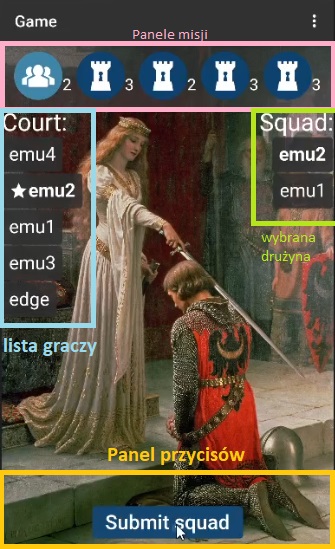 Game
Panele misji
2 3 2 3 3
Court:
emu4
★emu2
emu1
emu3
edge
lista graczy
Squad:
emu2
emu1
wybrana
drużyna
Panel przycisów
Submit squad